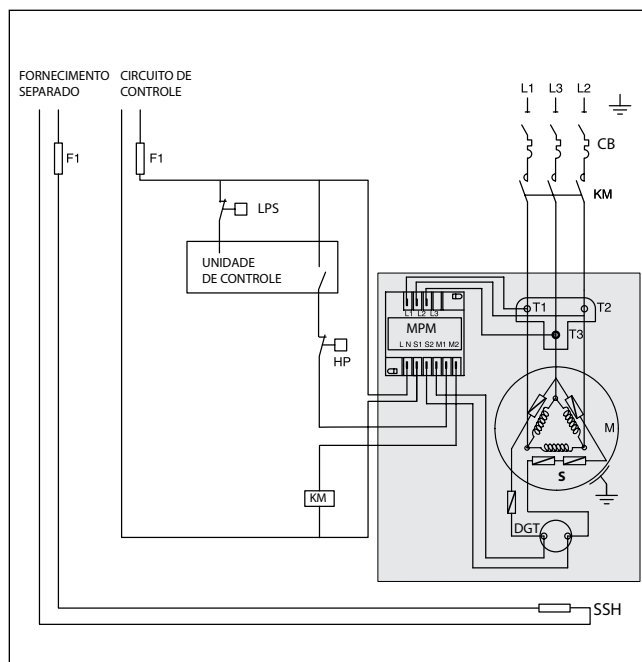 FORNECIMENTO
SEPARADO
CIRCUITO DE
CONTROLE
L1 L3 L2
F1
F1
CB
LPS
KM
UNIDADE
DE CONTROLE
L1 L2 L3
T1
T2
MPM
T3
L N S1 S2 M1 M2
HP
M
S
KM
DGT
SSH